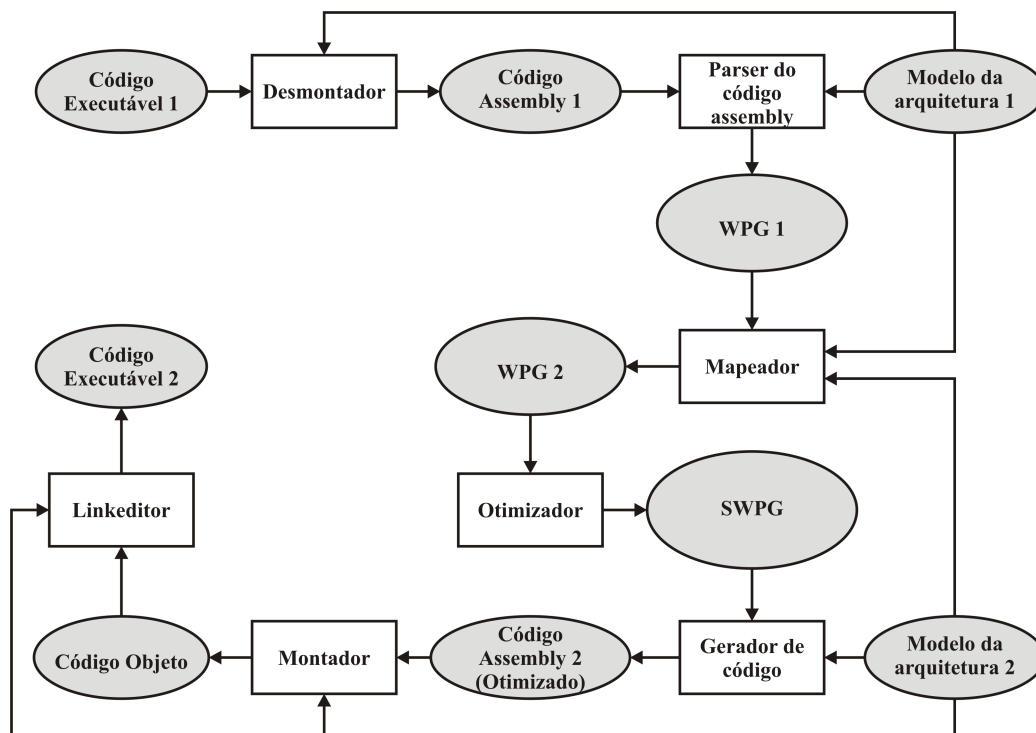 Código
Executável 1
Desmontador
Código
Assembly 1
Parser do
código
assembly
Modelo da
arquitetura 1
WPG 1
Código
Executável 2
WPG 2
Mapeador
Linkeditor
Otimizador
SWPG
Código Objeto
Montador
Código
Assembly 2
(Otimizado)
Gerador de
código
Modelo da
arquitetura 2